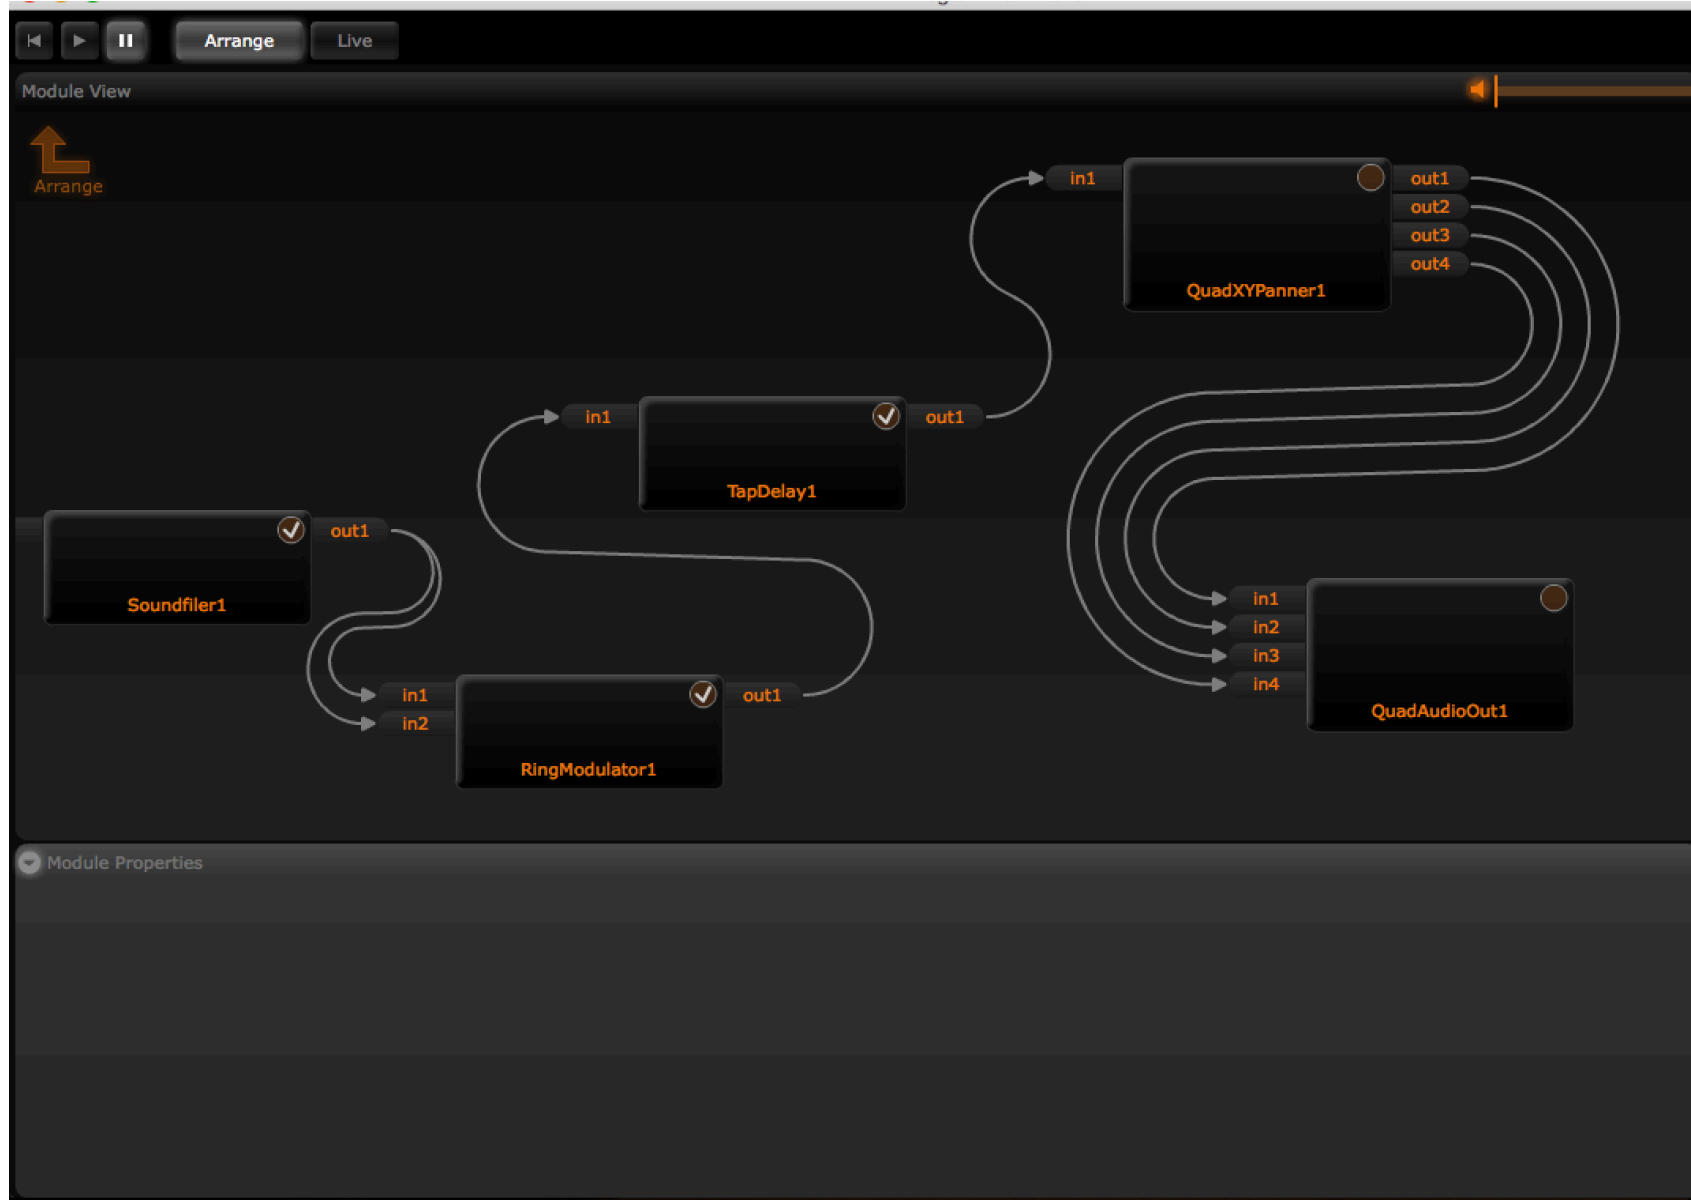 Arrange Live
Module View
Arrange
in1 out1
out2
out3
out4
QuadXYPanner1
in1 out1
TapDelay1
out1
Soundfiler1
in1
in2
in3
in4
QuadAudioOut1
in1 out1
in2
RingModulator1
Module Properties